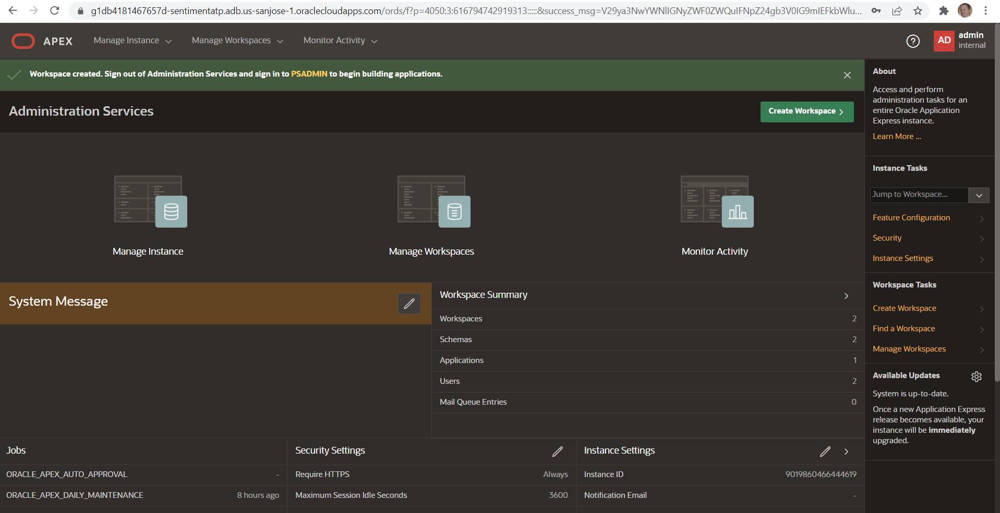 g1db4181467657d-sentimentatp.adb.us-sanjose-1.oraclecloudapps.com/ords/f?p=4050:3:616794742919313:::::&success_msg=V29ya3NwYWNlIGNyZWF0ZWQuIFNpZ24gb3V0IG9mIEFkbWlu...
APEX
Manage Instance
Manage Workspaces
Monitor Activity
?
AD
admin
internal
Workspace created. Sign out of Administration Services and sign in to PSADMIN to begin building applications.
Administration Services
Create Workspace
Manage Instance
Manage Workspaces
Monitor Activity
System Message
Workspace Summary
Workspaces 2
Schemas 2
Applications 1
Users 2
Mail Queue Entries 0
Jobs
ORACLE_APEX_AUTO_APPROVAL -
ORACLE_APEX_DAILY_MAINTENANCE 8 hours ago
Security Settings
Require HTTPS Always
Maximum Session Idle Seconds 3600
Instance Settings
Instance ID 9019860466444619
Notification Email -
About
Access and perform
administration tasks for an
entire Oracle Application
Express instance.
Learn More ...
Instance Tasks
Jump to Workspace...
Feature Configuration
Security
Instance Settings
Workspace Tasks
Create Workspace
Find a Workspace
Manage Workspaces
Available Updates
System is up-to-date.
Once a new Application Express
release becomes available, your
instance will be immediately
upgraded.